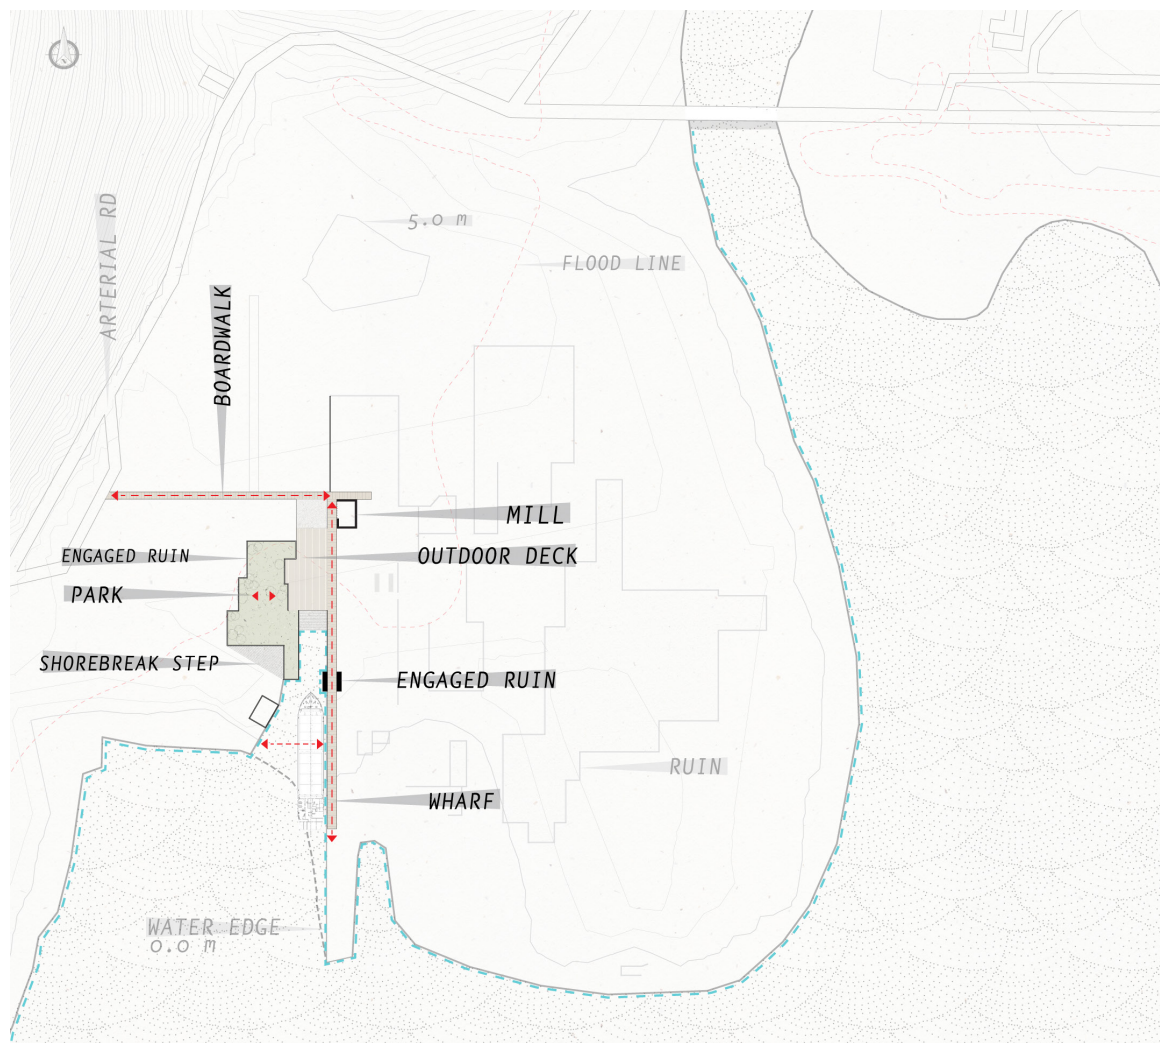 ARTERIAL RD
5.0 m
FLOOD LINE
BOARDWALK
MILL
ENGAGED RUIN
OUTDOOR DECK
PARK
SHOREBREAK STEP
ENGAGED RUIN
RUIN
WHARF
WATER EDGE
0.0 m